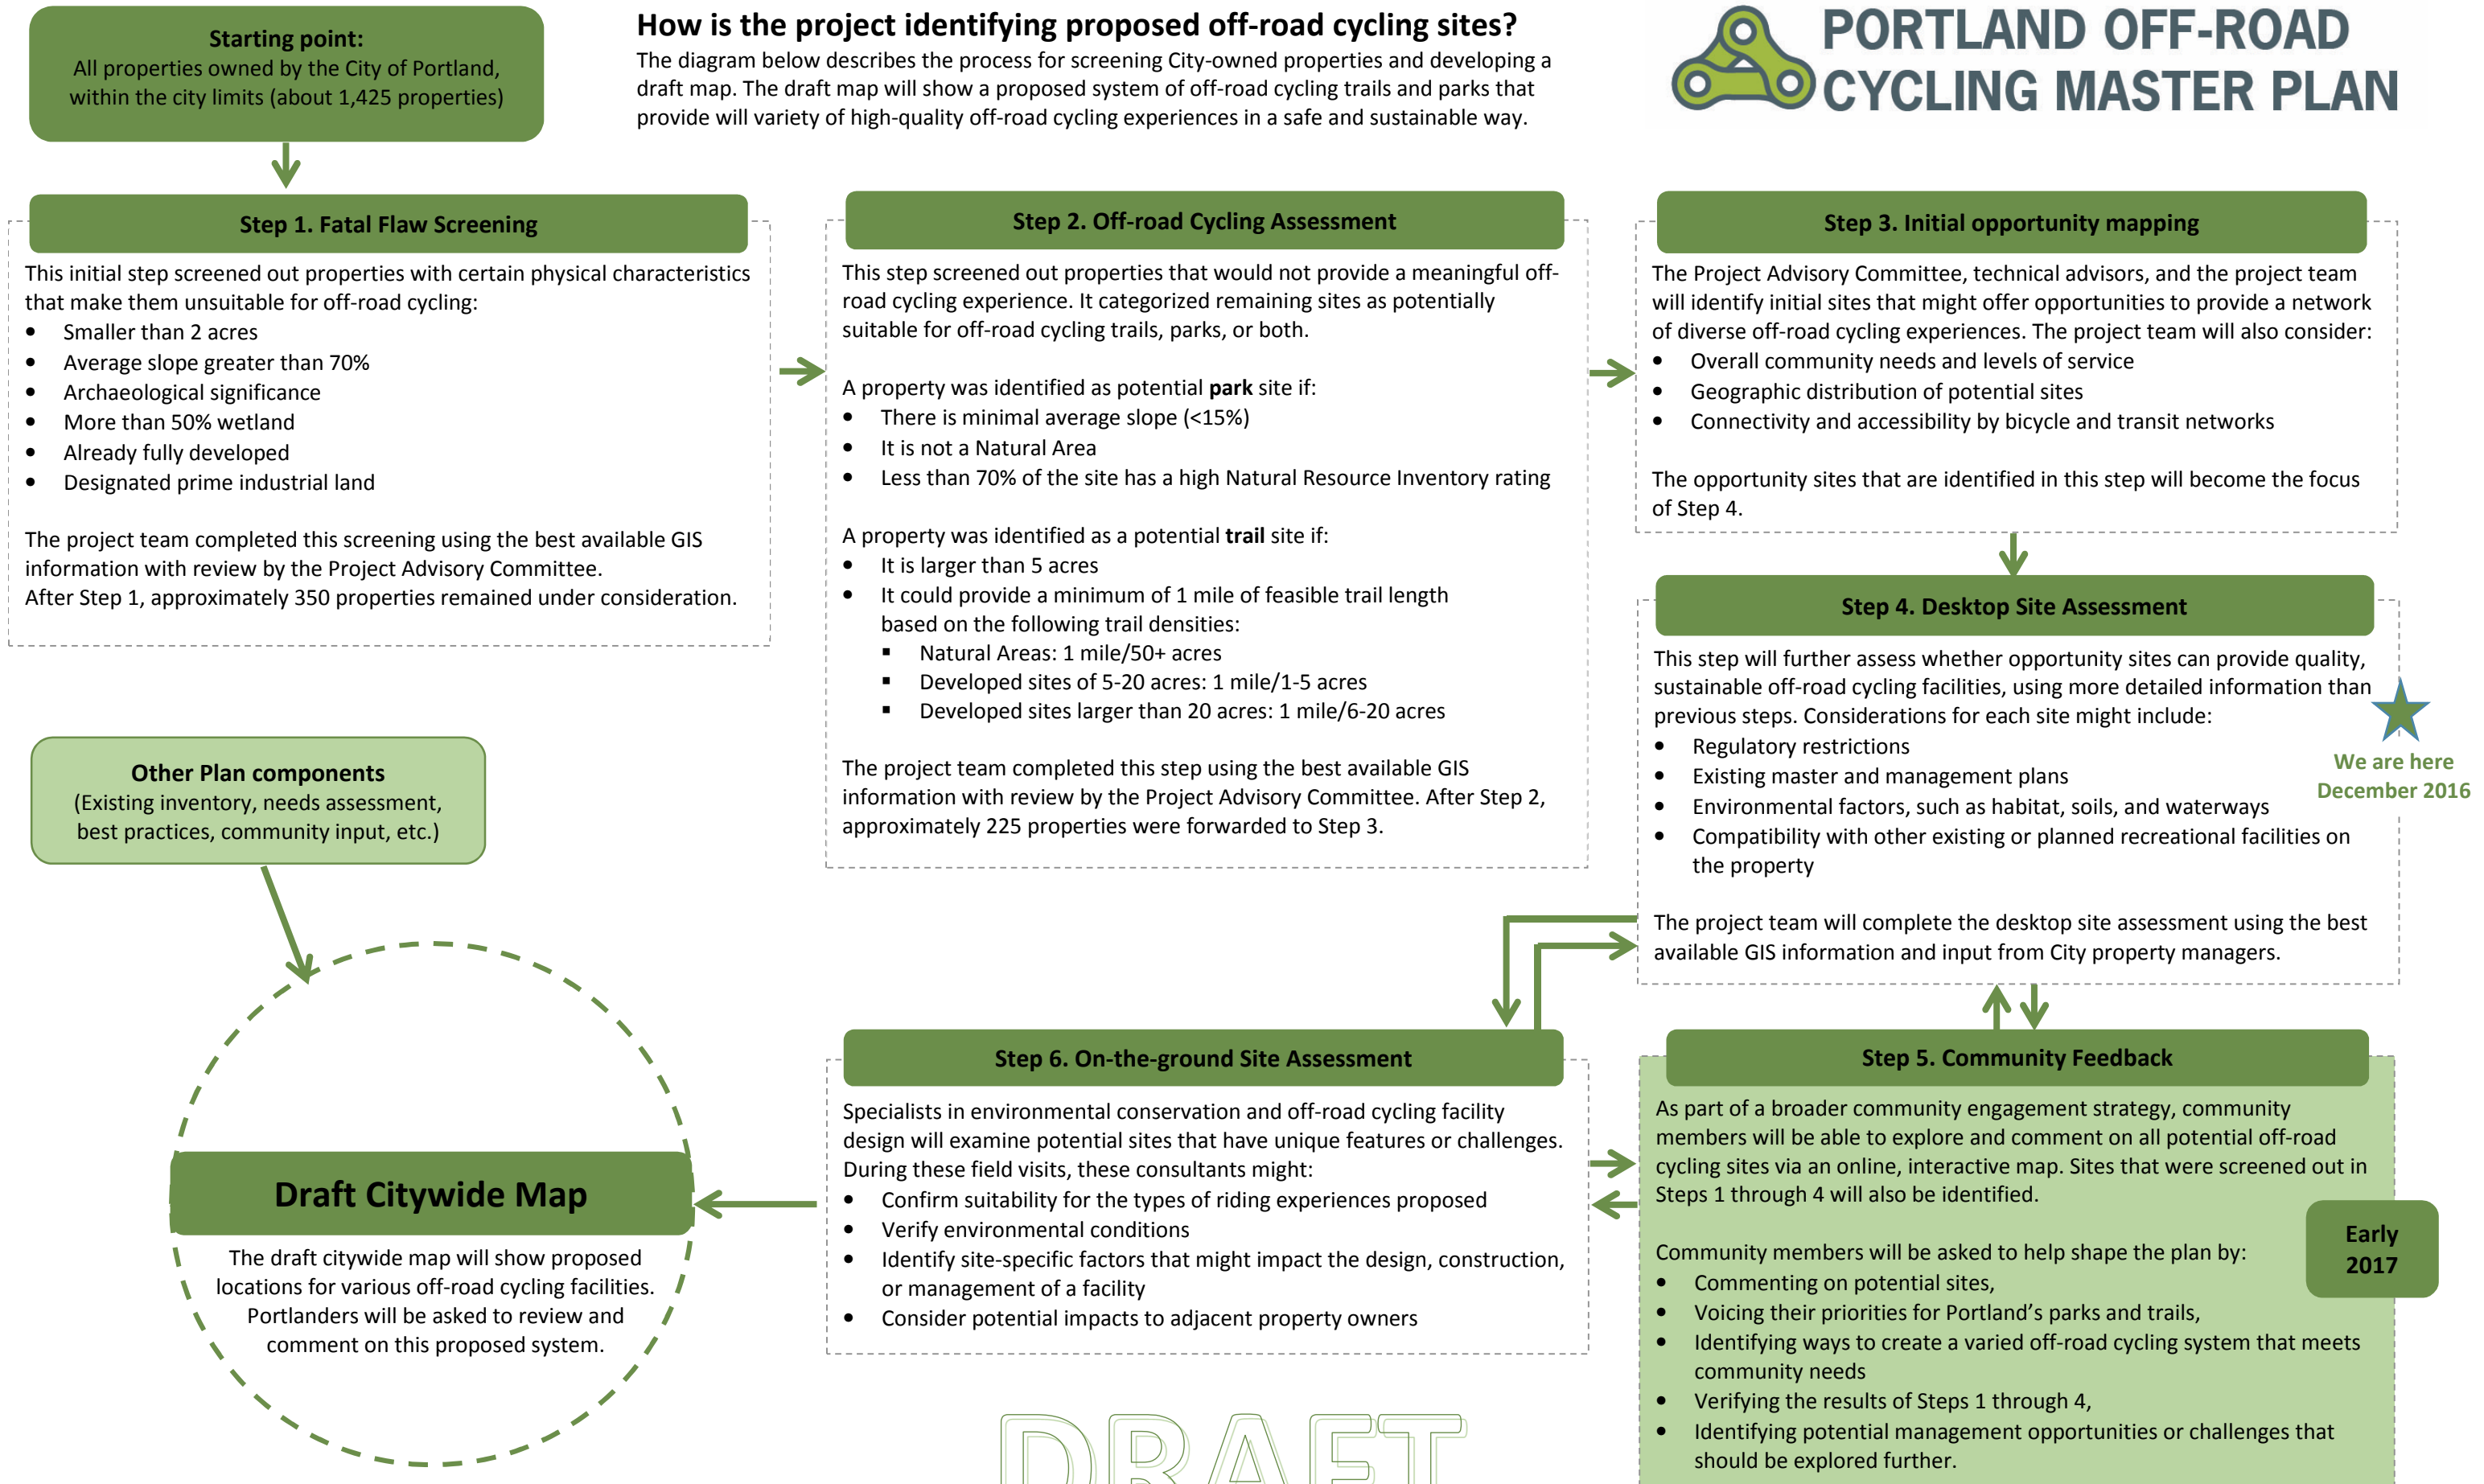 Starting point:
All properties owned by the City of Portland,
within the city limits (about 1,425 properties)
How is the project identifying proposed off-road cycling sites?
The diagram below describes the process for screening City-owned properties and developing a
draft map. The draft map will show a proposed system of off-road cycling trails and parks that
provide will variety of high-quality off-road cycling experiences in a safe and sustainable way.
PORTLAND OFF-ROAD
CYCLING MASTER PLAN
Step 1. Fatal Flaw Screening
This initial step screened out properties with certain physical characteristics
that make them unsuitable for off-road cycling:
• Smaller than 2 acres
• Average slope greater than 70%
• Archaeological significance
• More than 50% wetland
• Already fully developed
• Designated prime industrial land
The project team completed this screening using the best available GIS
information with review by the Project Advisory Committee.
After Step 1, approximately 350 properties remained under consideration.
Step 2. Off-road Cycling Assessment
This step screened out properties that would not provide a meaningful off-
road cycling experience. It categorized remaining sites as potentially
suitable for off-road cycling trails, parks, or both.
A property was identified as potential park site if:
• There is minimal average slope (<15%)
• It is not a Natural Area
• Less than 70% of the site has a high Natural Resource Inventory rating
A property was identified as a potential trail site if:
• It is larger than 5 acres
• It could provide a minimum of 1 mile of feasible trail length
based on the following trail densities:
▪ Natural Areas: 1 mile/50+ acres
▪ Developed sites of 5-20 acres: 1 mile/1-5 acres
▪ Developed sites larger than 20 acres: 1 mile/6-20 acres
The project team completed this step using the best available GIS
information with review by the Project Advisory Committee. After Step 2,
approximately 225 properties were forwarded to Step 3.
Step 3. Initial opportunity mapping
The Project Advisory Committee, technical advisors, and the project team
will identify initial sites that might offer opportunities to provide a network
of diverse off-road cycling experiences. The project team will also consider:
• Overall community needs and levels of service
• Geographic distribution of potential sites
• Connectivity and accessibility by bicycle and transit networks
The opportunity sites that are identified in this step will become the focus
of Step 4.
Step 4. Desktop Site Assessment
This step will further assess whether opportunity sites can provide quality,
sustainable off-road cycling facilities, using more detailed information than
previous steps. Considerations for each site might include:
• Regulatory restrictions
• Existing master and management plans
• Environmental factors, such as habitat, soils, and waterways
• Compatibility with other existing or planned recreational facilities on
the property
The project team will complete the desktop site assessment using the best
available GIS information and input from City property managers.
We are here
December 2016
Step 5. Community Feedback
As part of a broader community engagement strategy, community
members will be able to explore and comment on all potential off-road
cycling sites via an online, interactive map. Sites that were screened out in
Steps 1 through 4 will also be identified.
Community members will be asked to help shape the plan by:
• Commenting on potential sites,
• Voicing their priorities for Portland’s parks and trails,
• Identifying ways to create a varied off-road cycling system that meets
community needs
• Verifying the results of Steps 1 through 4,
• Identifying potential management opportunities or challenges that
should be explored further.
Early
2017
Step 6. On-the-ground Site Assessment
Specialists in environmental conservation and off-road cycling facility
design will examine potential sites that have unique features or challenges.
During these field visits, these consultants might:
• Confirm suitability for the types of riding experiences proposed
• Verify environmental conditions
• Identify site-specific factors that might impact the design, construction,
or management of a facility
• Consider potential impacts to adjacent property owners
Other Plan components
(Existing inventory, needs assessment,
best practices, community input, etc.)
Draft Citywide Map
The draft citywide map will show proposed
locations for various off-road cycling facilities.
Portlanders will be asked to review and
comment on this proposed system.
DRAFT